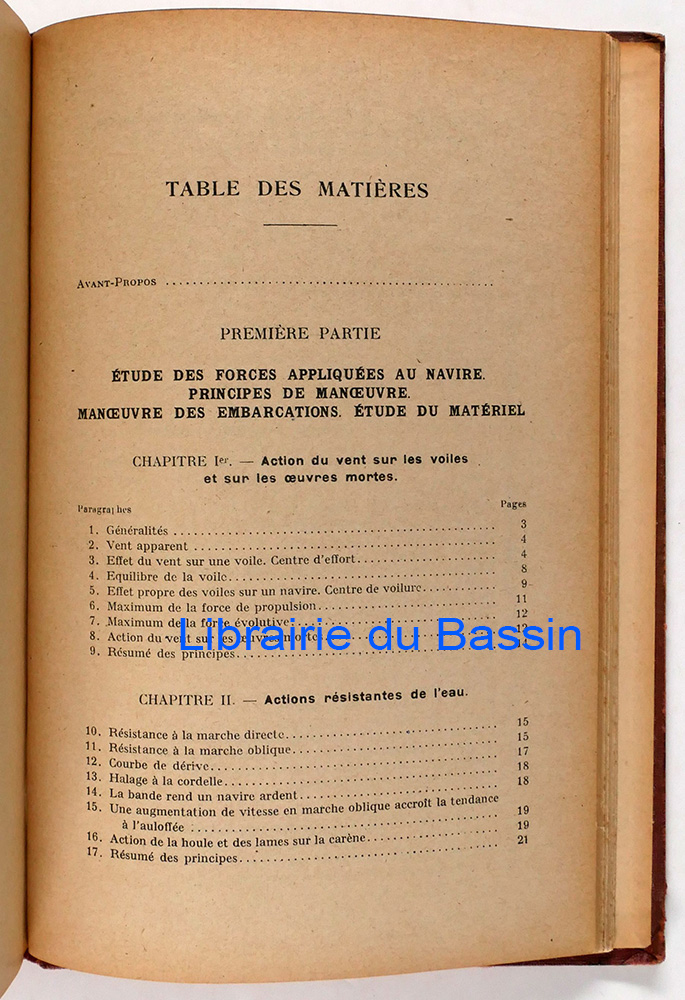 TABLE DES MATIÈRES
AVANT-PROPOS
PREMIÈRE PARTIE
ÉTUDE DES FORCES APPLIQUÉES AU NAVIRE.
PRINCIPES DE MANŒUVRE.
MANŒUVRE DES EMBARCATIONS. ÉTUDE DU MATÉRIEL
CHAPITRE Ier. — Action du vent sur les voiles
et sur les œuvres mortes.
Paragraphes Pages
1. Généralités 3
2. Vent apparent 4
3. Effet du vent sur une voile. Centre d'effort 4
4. Equilibre de la voile 8
5. Effet propre des voiles sur un navire. Centre de voilure 9
6. Maximum de la force de propulsion 11
7. Maximum de la force évolutive 12
8. Action du vent sur les œuvres mortes
9. Résumé des principes
Librairie du Bassin
CHAPITRE II. — Actions résistantes de l'eau.
10. Résistance à la marche directe 15
11. Résistance à la marche oblique 15
12. Courbe de dérive 17
13. Halage à la cordelle 18
14. La bande rend un navire ardent 18
15. Une augmentation de vitesse en marche oblique accroît la tendance
à l'auloffée : 19
16. Action de la houle et des lames sur la carène 19
17. Résumé des principes 21